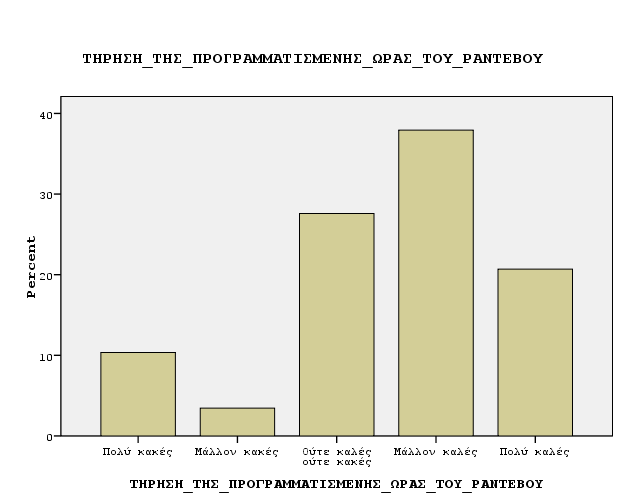 ΤΗΡΗΣΗ_ΤΗΣ_ΠΡΟΓΡΑΜΜΑΤΙΣΜΕΝΗΣ_ΩΡΑΣ_ΤΟΥ_ΡΑΝΤΕΒΟΥ
40
30
20
10
0
Percent
Πολύ κακές
Μάλλον κακές
Ούτε καλές
ούτε κακές
Μάλλον καλές
Πολύ καλές
ΤΗΡΗΣΗ_ΤΗΣ_ΠΡΟΓΡΑΜΜΑΤΙΣΜΕΝΗΣ_ΩΡΑΣ_ΤΟΥ_ΡΑΝΤΕΒΟΥ